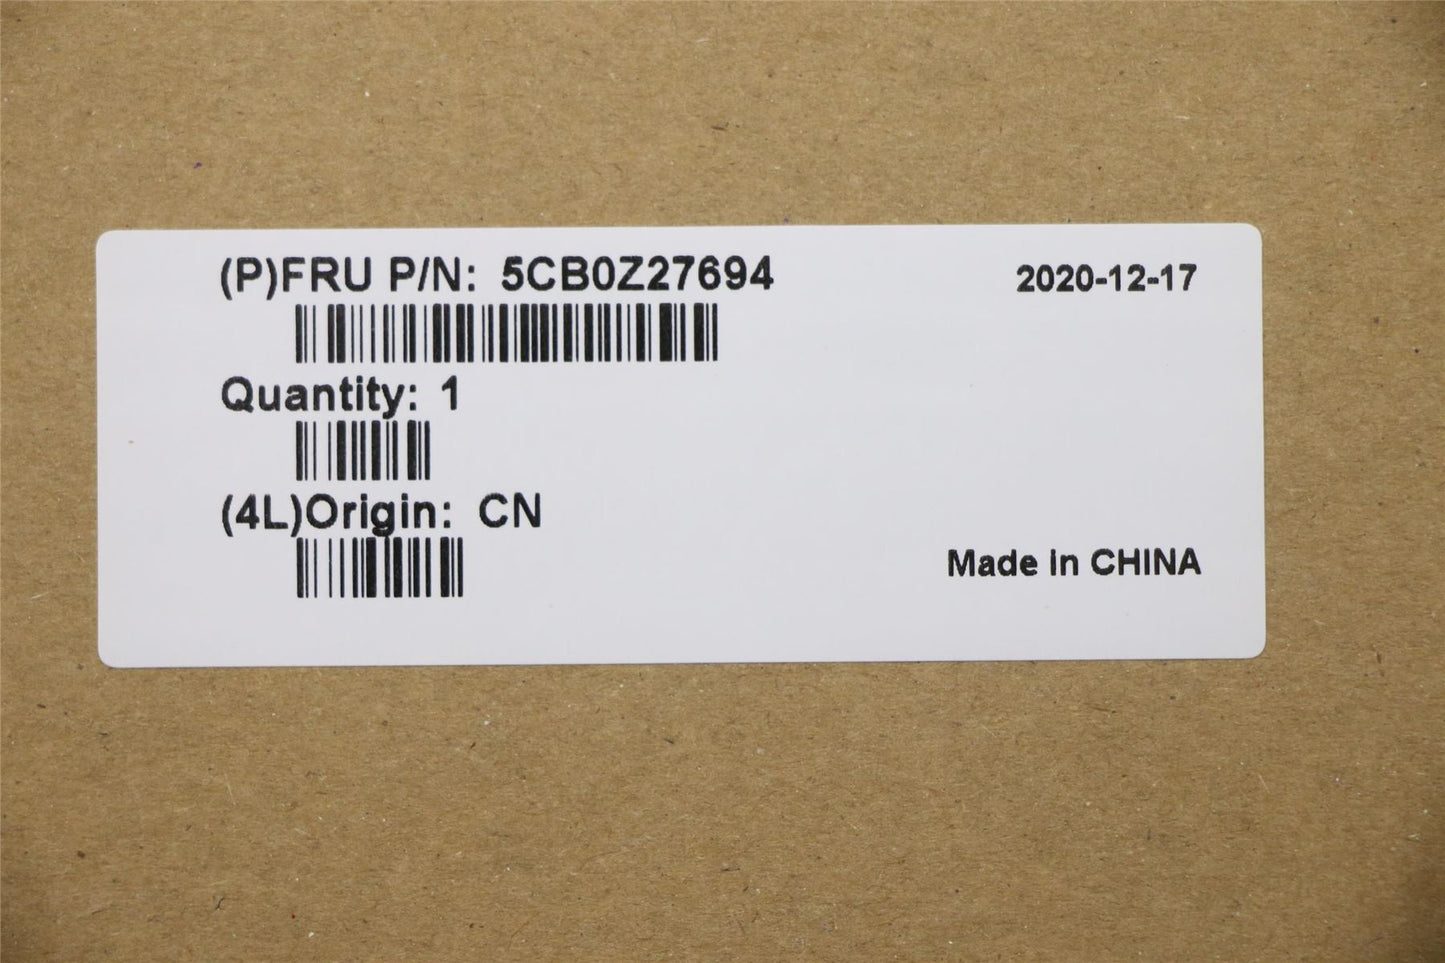 (P)FRU P/N: 5CB0Z27694
2020-12-17
Quantity: 1
(4L)Origin: CN
Made In CHINA